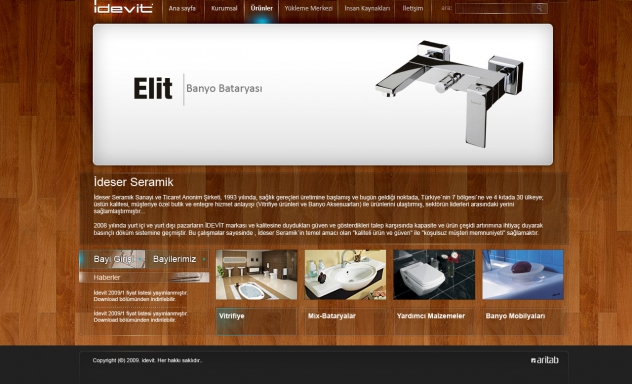 idevit
Ana sayfa Kurumsal Ürünler Yükleme Merkezi İnsan Kaynakları İletişim ara:
Elit Banyo Bataryası
İdeser Seramik
İdeser Seramik Sanayi ve Ticaret Anonim Şirketi, 1993 yılında, sağlık gereçleri üretimine başlamış ve bugün geldiği noktada, Türkiye'nin 7 bölgesi'ne ve 4 kıtada 30 ülkeye;
üstün kalitesi, müşteriye özel butik ve entegre hizmet anlayışı (Vitrifiye ürünleri ve Banyo Aksesuarları) ile ürünlerini ulaştırmış, sektörün liderleri arasındaki yerini
sağlamlaştırmıştır..
2008 yılında yurt içi ve yurt dışı pazarların İDEVİT markası ve kalitesine duydukları güven ve gösterdikleri talep karşısında kapasite ve ürün çeşidi artırımına ihtiyaç duyarak
basınçlı döküm sistemine geçmiştir. Bu çalışmalar sayesinde , İdeser Seramik'in temel amacı olan "kaliteli ürün ve güven" ile "koşulsuz müşteri memnuniyeti" sağlamaktır.
Bayi Girişi Bayilerimiz
Haberler
İdevit 2009/1 fiyat listesi yayınlanmıştır.
Download bölümünden indirilebilir.
İdevit 2009/1 fiyat listesi yayınlanmıştır.
Download bölümünden indirilebilir.
Vitrifiye Mix-Bataryalar Yardımcı Malzemeler Banyo Mobilyaları
Copyright (©) 2009. idevit. Her hakkı saklıdır..
arıtab